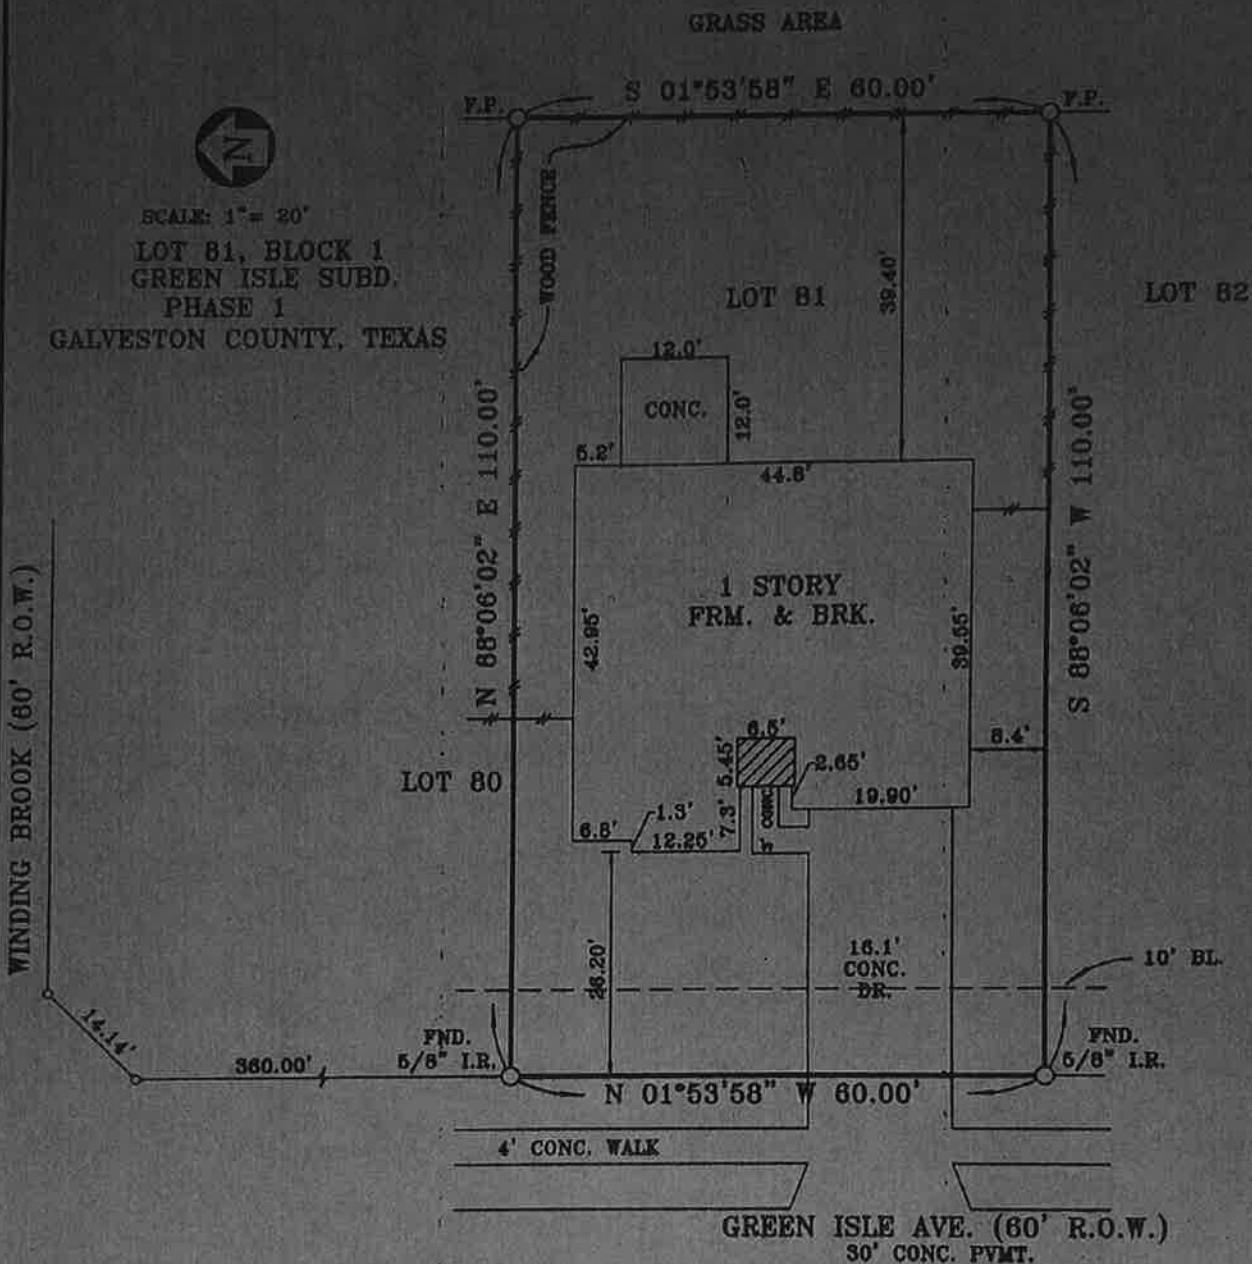 GRASS AREA
S 01°53'58" E 60.00'
F.P.
F.P.
N
SCALE: 1"= 20'
LOT 81, BLOCK 1
GREEN ISLE SUBD.
PHASE 1
GALVESTON COUNTY, TEXAS
WOOD FENCE
LOT 81
39.40'
LOT 82
12.0'
CONC.
12.0'
5.2'
44.8'
N 88°06'02" E 110.00'
S 88°06'02" W 110.00'
1 STORY
FRM. & BRK.
42.95'
39.55'
WINDING BROOK (60' R.O.W.)
6.5'
5.45'
2.65'
8.4'
LOT 80
19.90'
1.3'
7.3'
CONC.
3'
6.8'
12.25'
26.20'
16.1'
CONC.
DR.
10' BL.
14.14'
360.00'
FND.
5/8" I.R.
FND.
5/8" I.R.
N 01°53'58" W 60.00'
4' CONC. WALK
GREEN ISLE AVE. (60' R.O.W.)
30' CONC. PVMT.